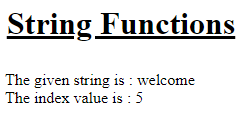 String Functions
The given string is : welcome
The index value is : 5